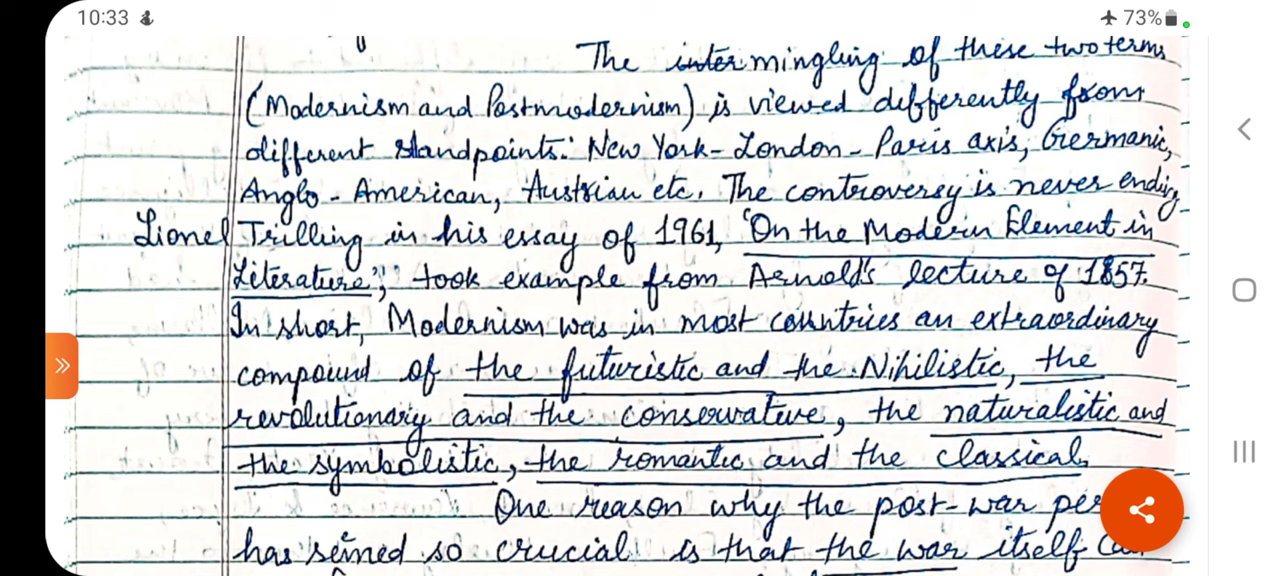 10:33 73%
The intermingling of these two terms
(Modernism and Postmodernism) is viewed differently from
different standpoints: New York-London-Paris axis, Germanic,
Anglo-American, Austrian etc. The controversy is never ending
Lionel Trilling in his essay of 1961, "On the Modern Element in
Literature", took example from Arnold's lecture of 1857.
In short, Modernism was in most countries an extraordinary
compound of the futuristic and the Nihilistic, the
revolutionary and the conservative, the naturalistic and
the symbolistic, the romantic and the classical.
One reason why the post-war
has seined so crucial is that the war itself